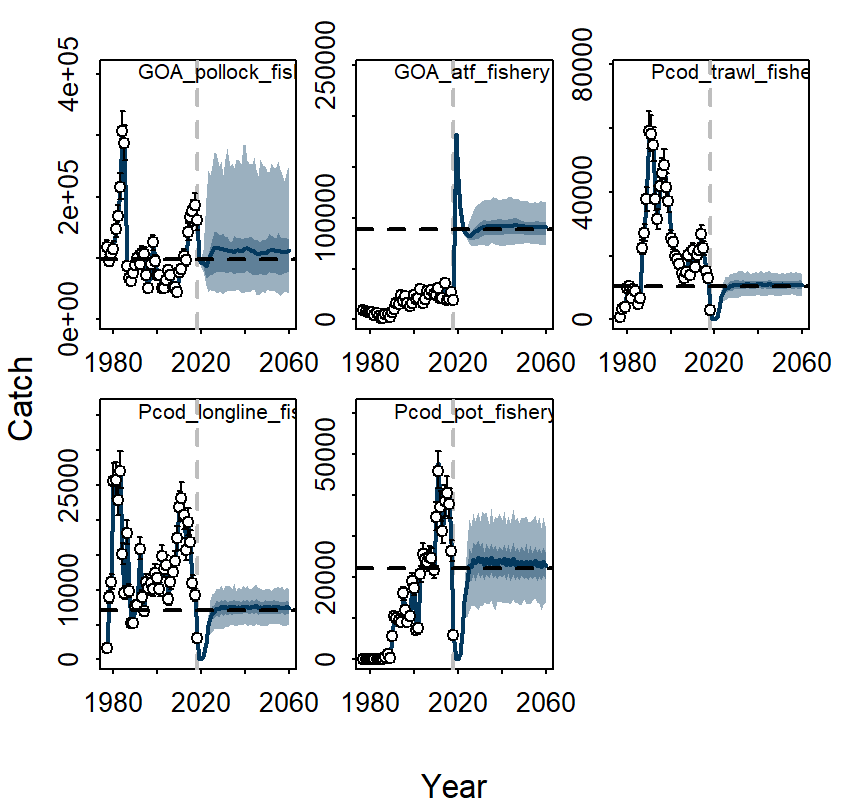 GOA_pollock_fis
GOA_atf_fishery
Pcod_trawl_fishe
0e+00 2e+05 4e+05
0 100000 250000
0 40000 80000
1980 2020 2060
1980 2020 2060
1980 2020 2060
Catch
Pcod_longline_fis
Pcod_pot_fishery
0 10000 25000
0 20000 50000
1980 2020 2060
1980 2020 2060
Year